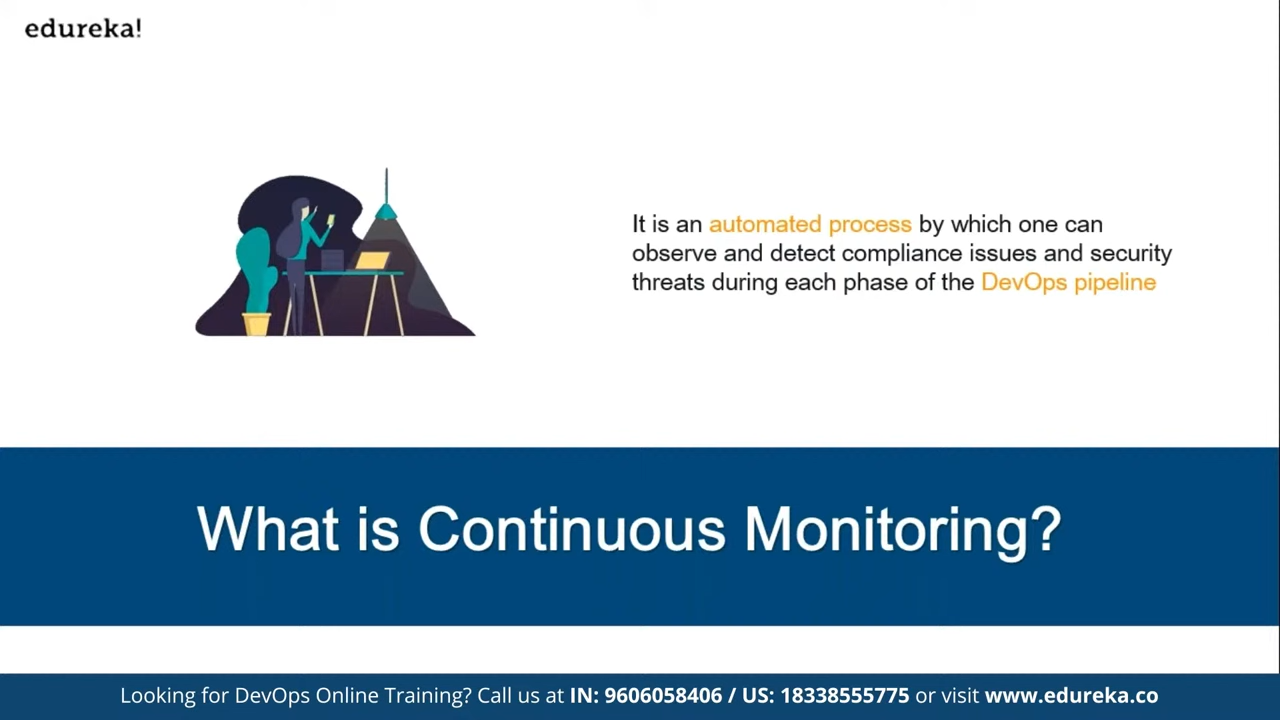 edureka!
It is an automated process by which one can
observe and detect compliance issues and security
threats during each phase of the DevOps pipeline
What is Continuous Monitoring?
Looking for DevOps Online Training? Call us at IN: 9606058406 / US: 18338555775 or visit www.edureka.co